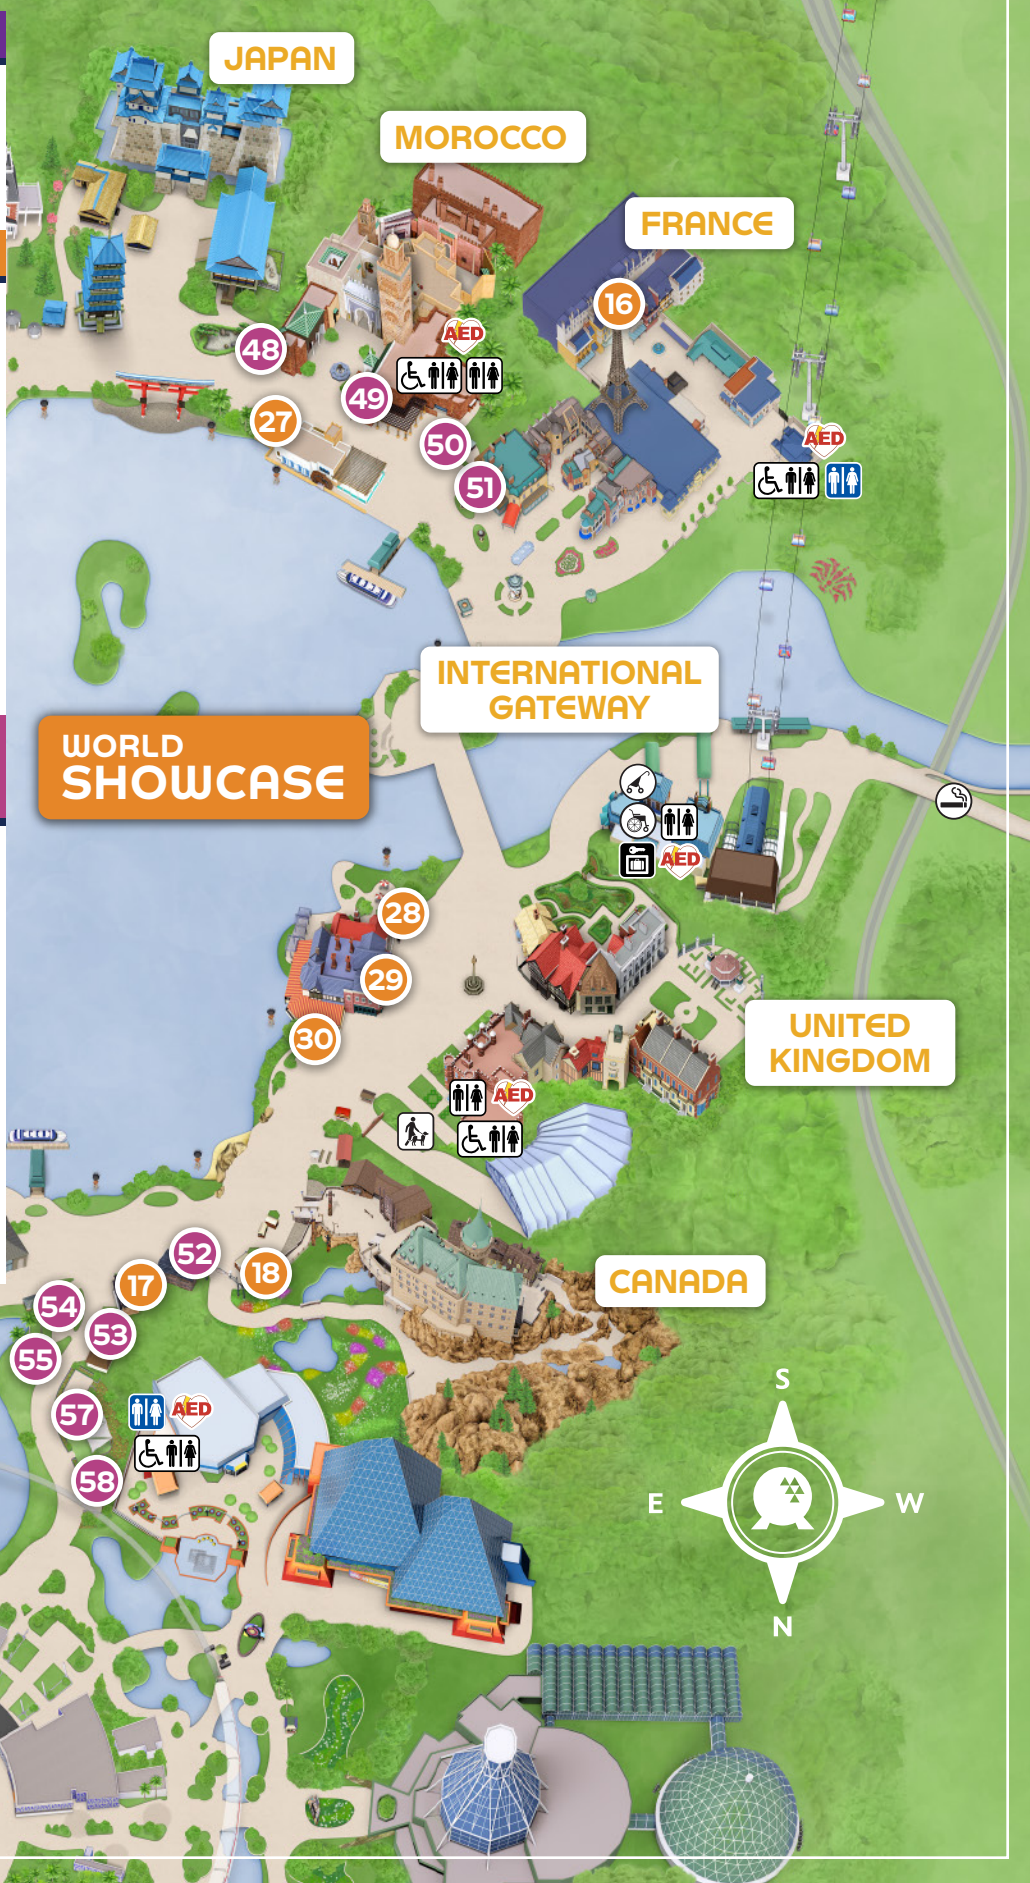 JAPAN
MOROCCO
FRANCE
16
48
AED
49
27
50
AED
51
INTERNATIONAL
GATEWAY
WORLD
SHOWCASE
AED
28
29
30
UNITED
KINGDOM
AED
52
18
17
CANADA
54
53
55
57
AED
58
S
E
W
N